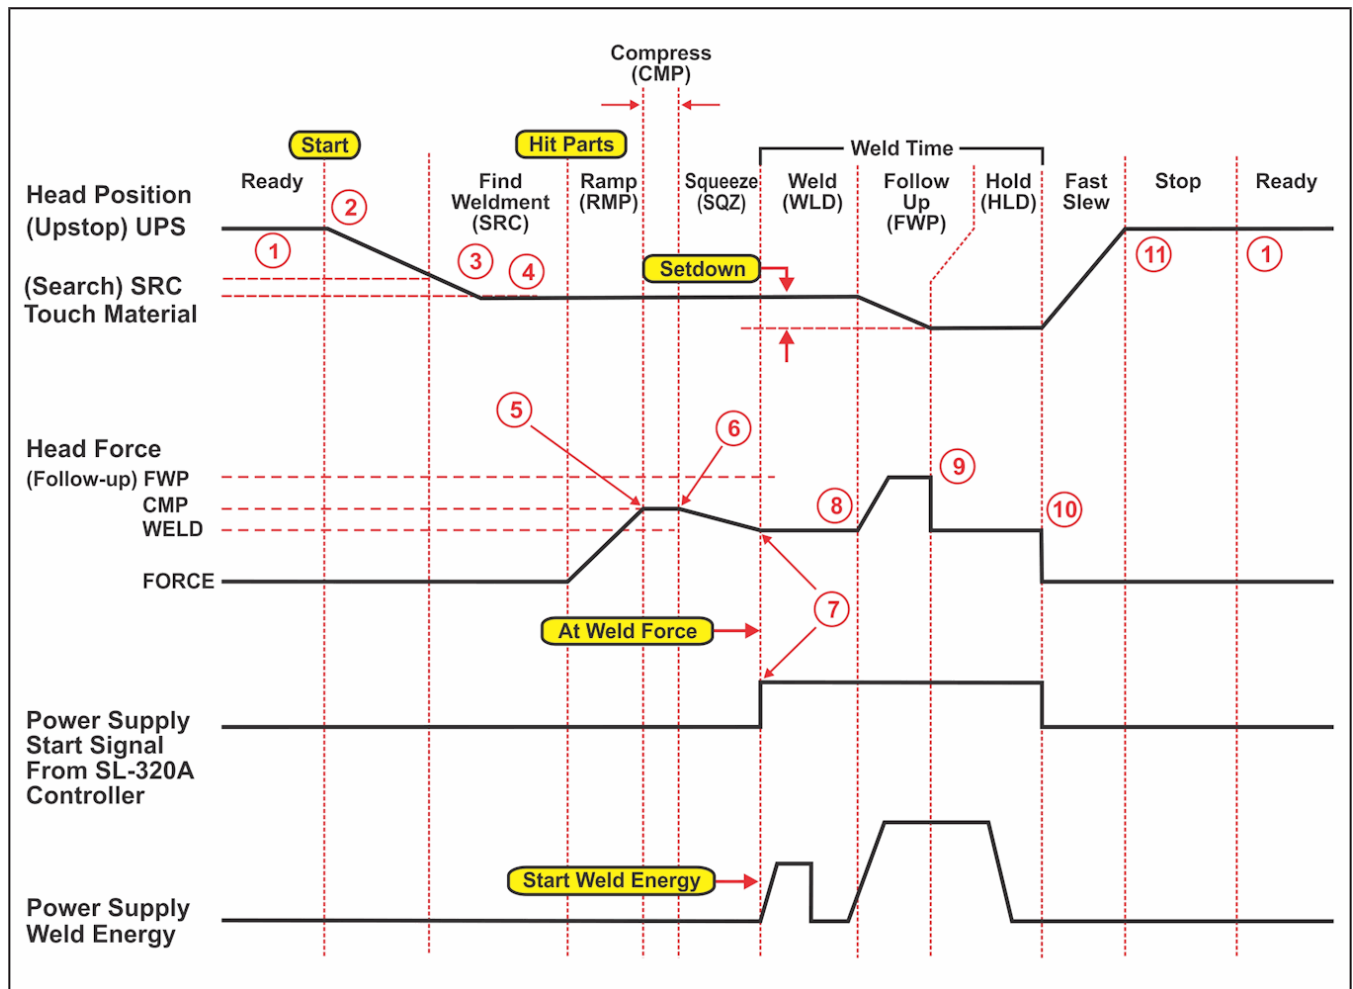 Compress
(CMP)
Start
Hit Parts
Weld Time
Ready
Find
Weldment
(SRC)
Ramp
(RMP)
Squeeze
(SQZ)
Weld
(WLD)
Follow
Up
(FWP)
Hold
(HLD)
Fast
Slew
Stop
Ready
Head Position
(Upstop) UPS
1
2
3
4
11
1
(Search) SRC
Touch Material
Setdown
5
6
Head Force
(Follow-up) FWP
CMP
WELD
FORCE
8
9
10
7
At Weld Force
Power Supply
Start Signal
From SL-320A
Controller
Start Weld Energy
Power Supply
Weld Energy